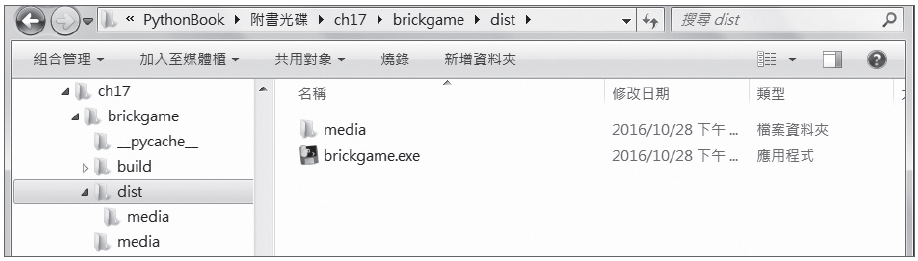 « PythonBook 附書光碟 ch17 brickgame dist 搜尋 dist
組合管理 加入至媒體櫃 共用對象 燒錄 新增資料夾
ch17
brickgame
__pycache__
build
dist
media
media
名稱 修改日期 類型
media 2016/10/28 下午 ... 檔案資料夾
brickgame.exe 2016/10/28 下午 ... 應用程式